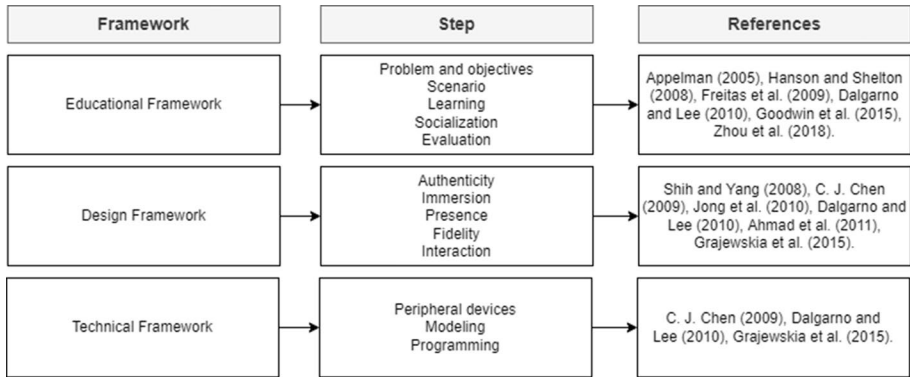 Framework
Step
References
Educational Framework
Problem and objectives
Scenario
Learning
Socialization
Evaluation
Appelman (2005), Hanson and Shelton
(2008), Freitas et al. (2009), Dalgarno
and Lee (2010), Goodwin et al. (2015),
Zhou et al. (2018).
Design Framework
Authenticity
Immersion
Presence
Fidelity
Interaction
Shih and Yang (2008), C. J. Chen
(2009), Jong et al. (2010), Dalgarno and
Lee (2010), Ahmad et al. (2011),
Grajewskia et al. (2015).
Technical Framework
Peripheral devices
Modeling
Programming
C. J. Chen (2009), Dalgarno and
Lee (2010), Grajewskia et al. (2015).